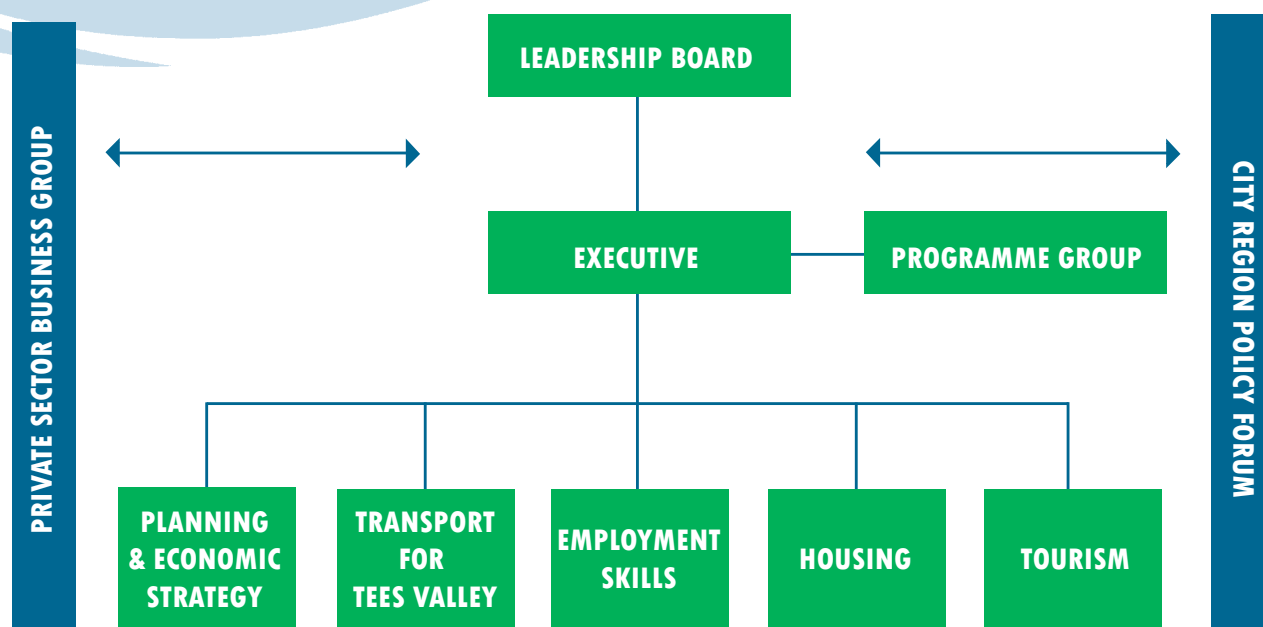 LEADERSHIP BOARD
PRIVATE SECTOR BUSINESS GROUP
CITY REGION POLICY FORUM
EXECUTIVE
PROGRAMME GROUP
PLANNING
& ECONOMIC
STRATEGY
TRANSPORT
FOR
TEES VALLEY
EMPLOYMENT
SKILLS
HOUSING
TOURISM